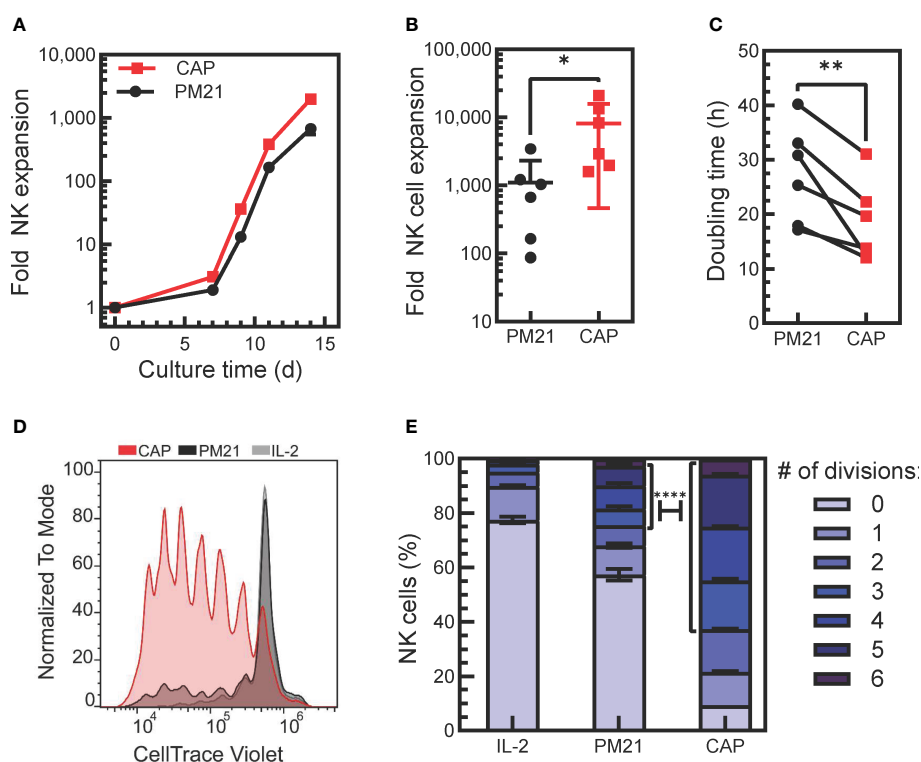 A
Fold NK expansion
10,000
1,000
100
10
1
CAP
PM21
0 5 10 15
Culture time (d)
B
Fold NK cell expansion
100,000
10,000
1,000
100
10
*
PM21 CAP
C
Doubling time (h)
50
40
30
20
10
0
**
PM21 CAP
D
CAP PM21 IL-2
Normalized To Mode
100
80
60
40
20
0
10⁴ 10⁵ 10⁶
CellTrace Violet
E
NK cells (%)
100
80
60
40
20
0
****
IL-2 PM21 CAP
# of divisions:
0
1
2
3
4
5
6